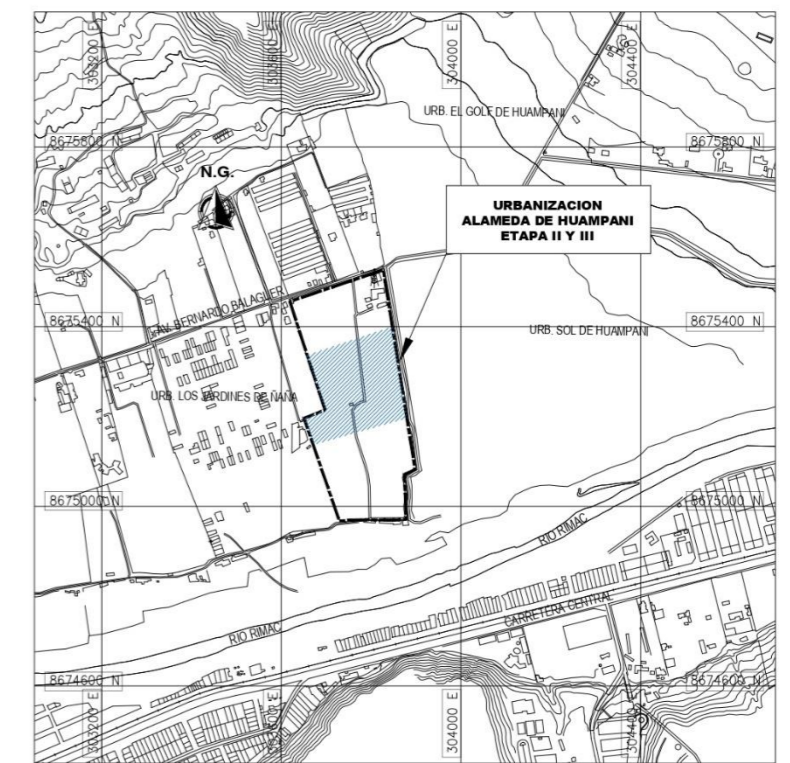 303200 E
303600 E
304000 E
304400 E
URB. EL GOLF DE HUAMPANI
8675800 N
8675800 N
N.G.
URBANIZACION
ALAMEDA DE HUAMPANI
ETAPA II Y III
AV. BERNARDO BALAGUER
8675400 N
8675400 N
URB. SOL DE HUAMPANI
URB. LOS JARDINES DE ÑAÑA
8675000 N
8675000 N
RIO RIMAC
CARRETERA CENTRAL
RIO RIMAC
8674600 N
8674600 N
303200 E
303600 E
304000 E
304400 E